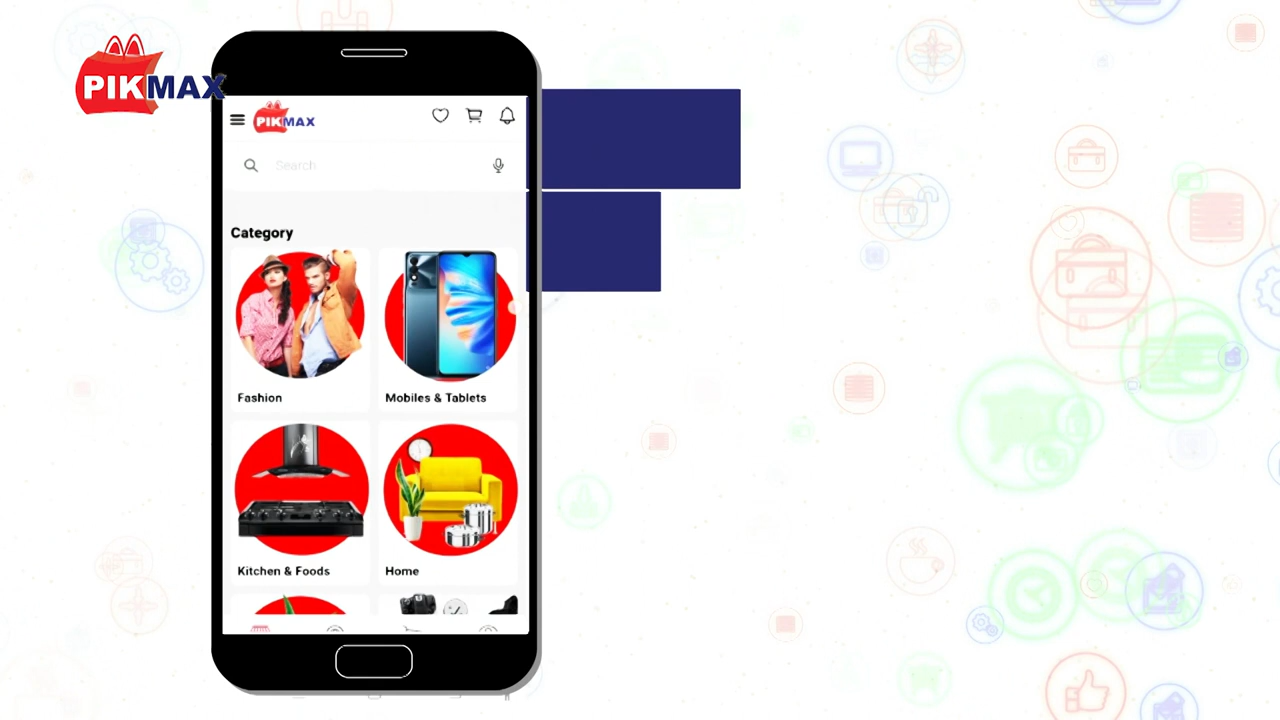 PIKMAX
PIKMAX
Search
Category
Fashion
Mobiles & Tablets
Kitchen & Foods
Home